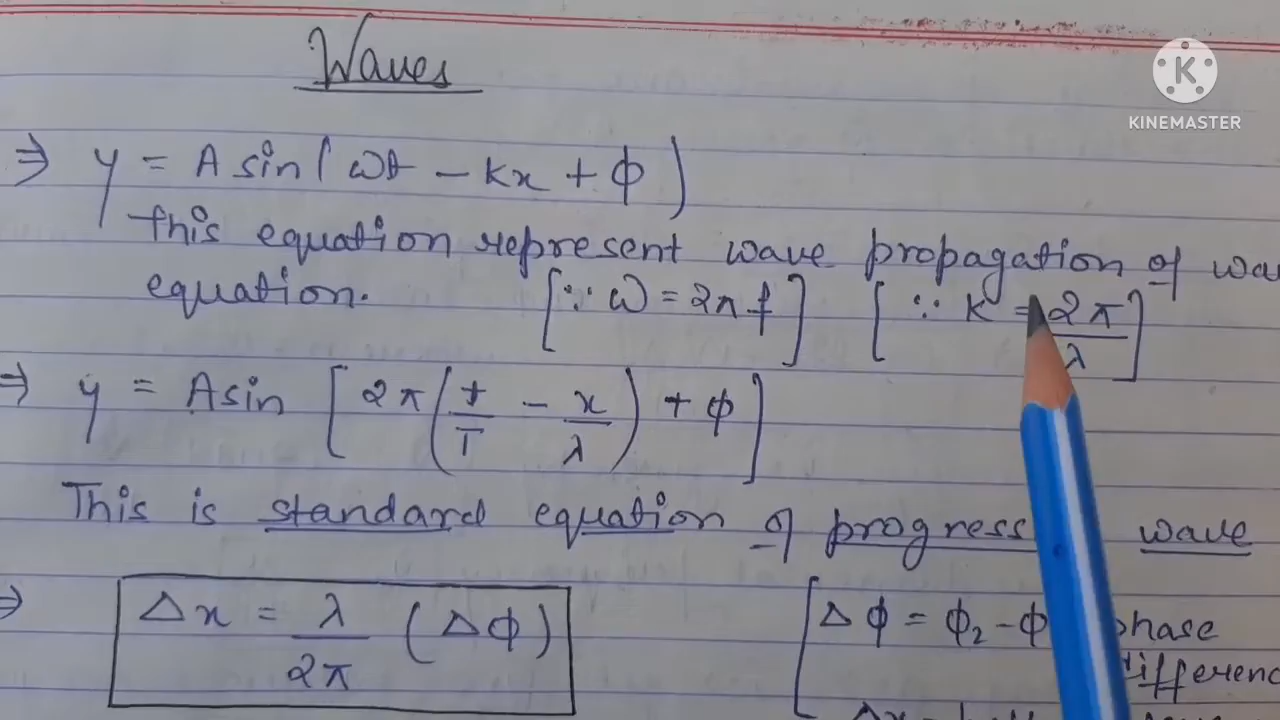 Waves
KINEMASTER
⇒ y = A sin(ωt - kx + ϕ)
this equation represent wave propagation of wa
equation. [∵ ω = 2πf] [∵ k = 2π/λ]
⇒ y = A sin [2π(t/T - x/λ) + ϕ]
This is standard equation of progress wave
⇒ Δx = λ/2π (Δϕ) [Δϕ = ϕ2 - ϕ phase
differenc